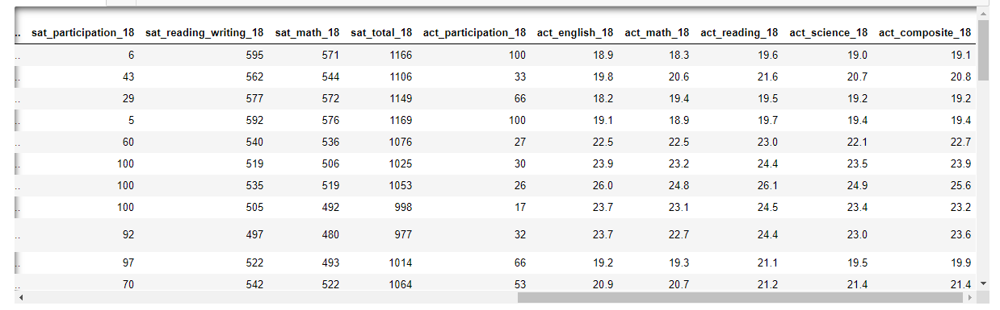 .. sat_participation_18 sat_reading_writing_18 sat_math_18 sat_total_18 act_participation_18 act_english_18 act_math_18 act_reading_18 act_science_18 act_composite_18
.. 6 595 571 1166 100 18.9 18.3 19.6 19.0 19.1
.. 43 562 544 1106 33 19.8 20.6 21.6 20.7 20.8
.. 29 577 572 1149 66 18.2 19.4 19.5 19.2 19.2
.. 5 592 576 1169 100 19.1 18.9 19.7 19.4 19.4
.. 60 540 536 1076 27 22.5 22.5 23.0 22.1 22.7
.. 100 519 506 1025 30 23.9 23.2 24.4 23.5 23.9
.. 100 535 519 1053 26 26.0 24.8 26.1 24.9 25.6
.. 100 505 492 998 17 23.7 23.1 24.5 23.4 23.2
.. 92 497 480 977 32 23.7 22.7 24.4 23.0 23.6
.. 97 522 493 1014 66 19.2 19.3 21.1 19.5 19.9
.. 70 542 522 1064 53 20.9 20.7 21.2 21.4 21.4